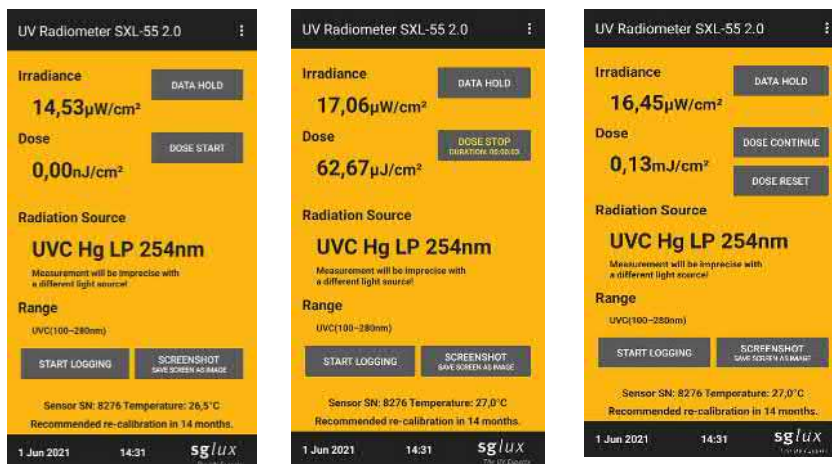 UV Radiometer SXL-55 2.0
Irradiance
DATA HOLD
14,53µW/cm²
Dose
DOSE START
0,00nJ/cm²
Radiation Source
UVC Hg LP 254nm
Measurement will be imprecise with
a different light source!
Range
UVC(100–280nm)
START LOGGING
SCREENSHOT
SAVE SCREEN AS IMAGE
Sensor SN: 8276 Temperature: 26,5°C
Recommended re-calibration in 14 months.
1 Jun 2021 14:31 sglux
UV Radiometer SXL-55 2.0
Irradiance
DATA HOLD
17,06µW/cm²
Dose
DOSE STOP
DURATION: 00:00:03
62,67µJ/cm²
Radiation Source
UVC Hg LP 254nm
Measurement will be imprecise with
a different light source!
Range
UVC(100–280nm)
START LOGGING
SCREENSHOT
SAVE SCREEN AS IMAGE
Sensor SN: 8276 Temperature: 27,0°C
Recommended re-calibration in 14 months.
1 Jun 2021 14:31 sglux
The UV Experts
UV Radiometer SXL-55 2.0
Irradiance
DATA HOLD
16,45µW/cm²
Dose
DOSE CONTINUE
0,13mJ/cm²
DOSE RESET
Radiation Source
UVC Hg LP 254nm
Measurement will be imprecise with
a different light source!
Range
UVC(100–280nm)
START LOGGING
SCREENSHOT
SAVE SCREEN AS IMAGE
Sensor SN: 8276 Temperature: 27,0°C
Recommended re-calibration in 14 months.
1 Jun 2021 14:31 sglux